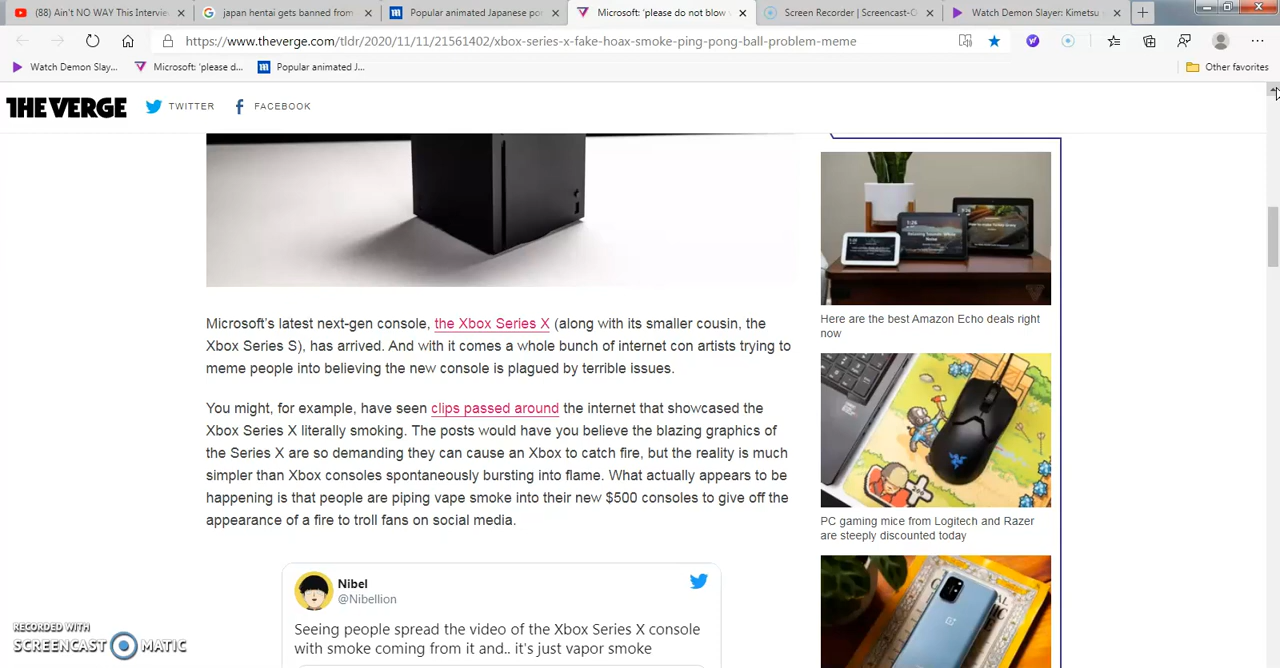 (88) Ain't NO WAY This Intervie
japan hentai gets banned from
Popular animated Japanese po
Microsoft: 'please do not blow
Screen Recorder | Screencast-O
Watch Demon Slayer: Kimetsu
https://www.theverge.com/tldr/2020/11/11/21561402/xbox-series-x-fake-hoax-smoke-ping-pong-ball-problem-meme
Watch Demon Slay...
Microsoft: 'please d...
Popular animated J...
Other favorites
THE VERGE
TWITTER
FACEBOOK
Microsoft's latest next-gen console, the Xbox Series X (along with its smaller cousin, the
Xbox Series S), has arrived. And with it comes a whole bunch of internet con artists trying to
meme people into believing the new console is plagued by terrible issues.
You might, for example, have seen clips passed around the internet that showcased the
Xbox Series X literally smoking. The posts would have you believe the blazing graphics of
the Series X are so demanding they can cause an Xbox to catch fire, but the reality is much
simpler than Xbox consoles spontaneously bursting into flame. What actually appears to be
happening is that people are piping vape smoke into their new $500 consoles to give off the
appearance of a fire to troll fans on social media.
Nibel
@Nibellion
Seeing people spread the video of the Xbox Series X console
with smoke coming from it and.. it's just vapor smoke
Here are the best Amazon Echo deals right
now
PC gaming mice from Logitech and Razer
are steeply discounted today
RECORDED WITH
SCREENCAST MATIC